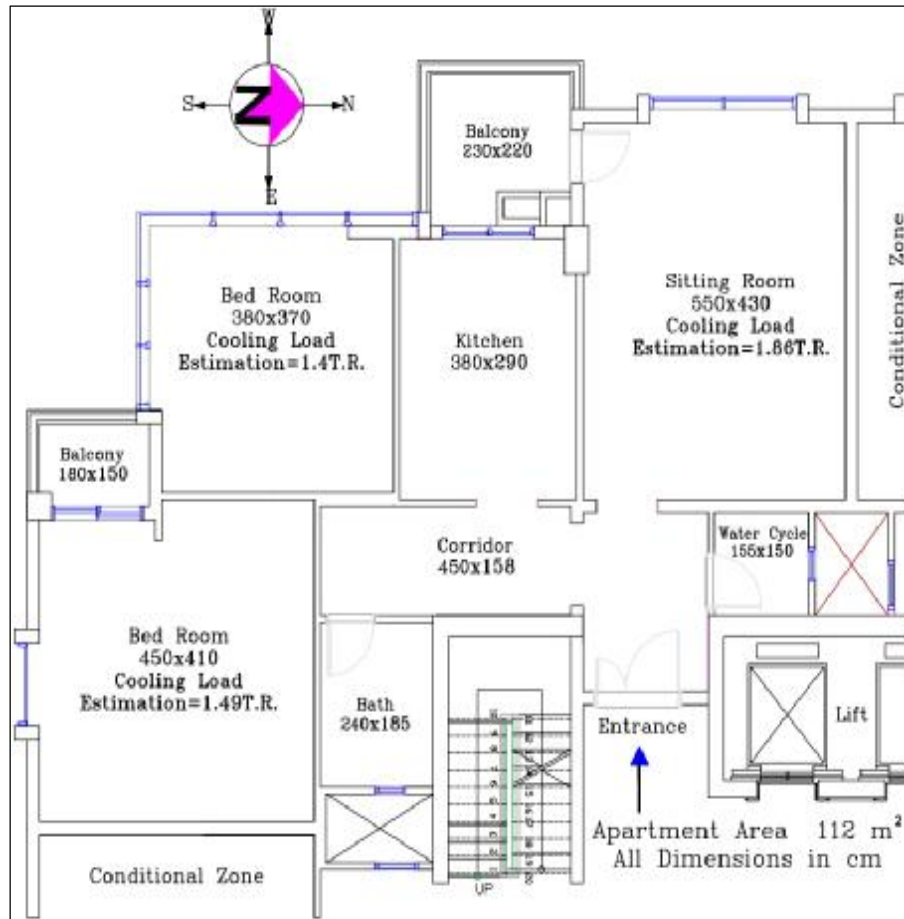 W
S
N
N
E
Balcony
230x220
Bed Room
380x370
Cooling Load
Estimation=1.4T.R.
Kitchen
380x290
Sitting Room
550x430
Cooling Load
Estimation=1.86T.R.
Conditional Zone
Balcony
180x150
Corridor
450x158
Water Cycle
155x150
Bed Room
450x410
Cooling Load
Estimation=1.49T.R.
Bath
240x185
Entrance
Lift
UP
Apartment Area 112 m²
All Dimensions in cm
Conditional Zone